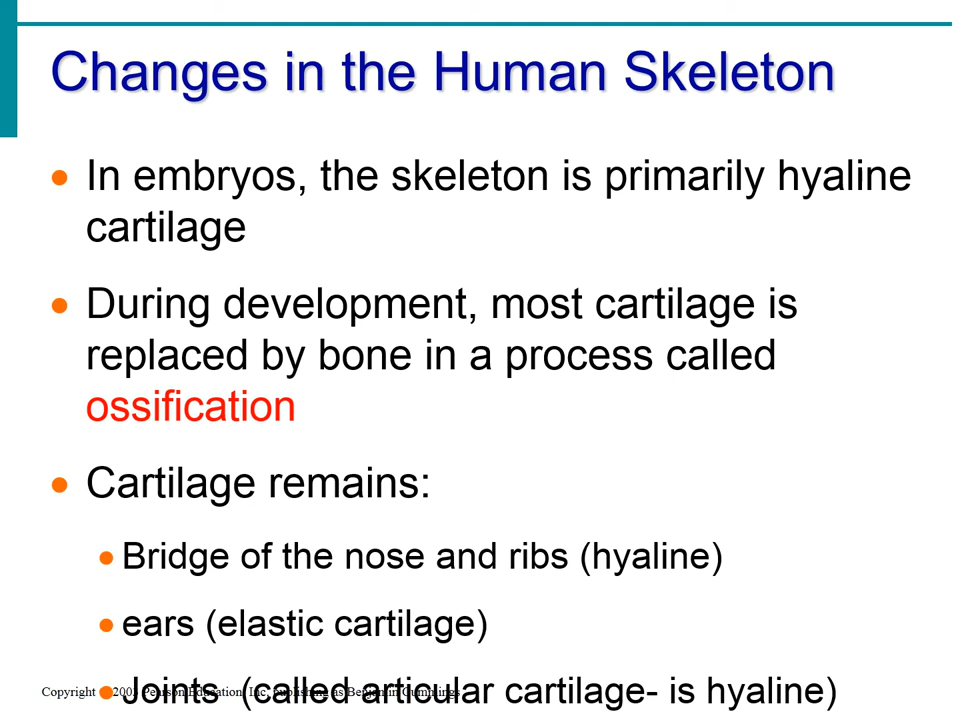 Changes in the Human Skeleton
In embryos, the skeleton is primarily hyaline
cartilage
During development, most cartilage is
replaced by bone in a process called
ossification
Cartilage remains:
Bridge of the nose and ribs (hyaline)
ears (elastic cartilage)
Joints (called articular cartilage- is hyaline)
Copyright 2003 Pearson Education, Inc. publishing as Benjamin Cummings